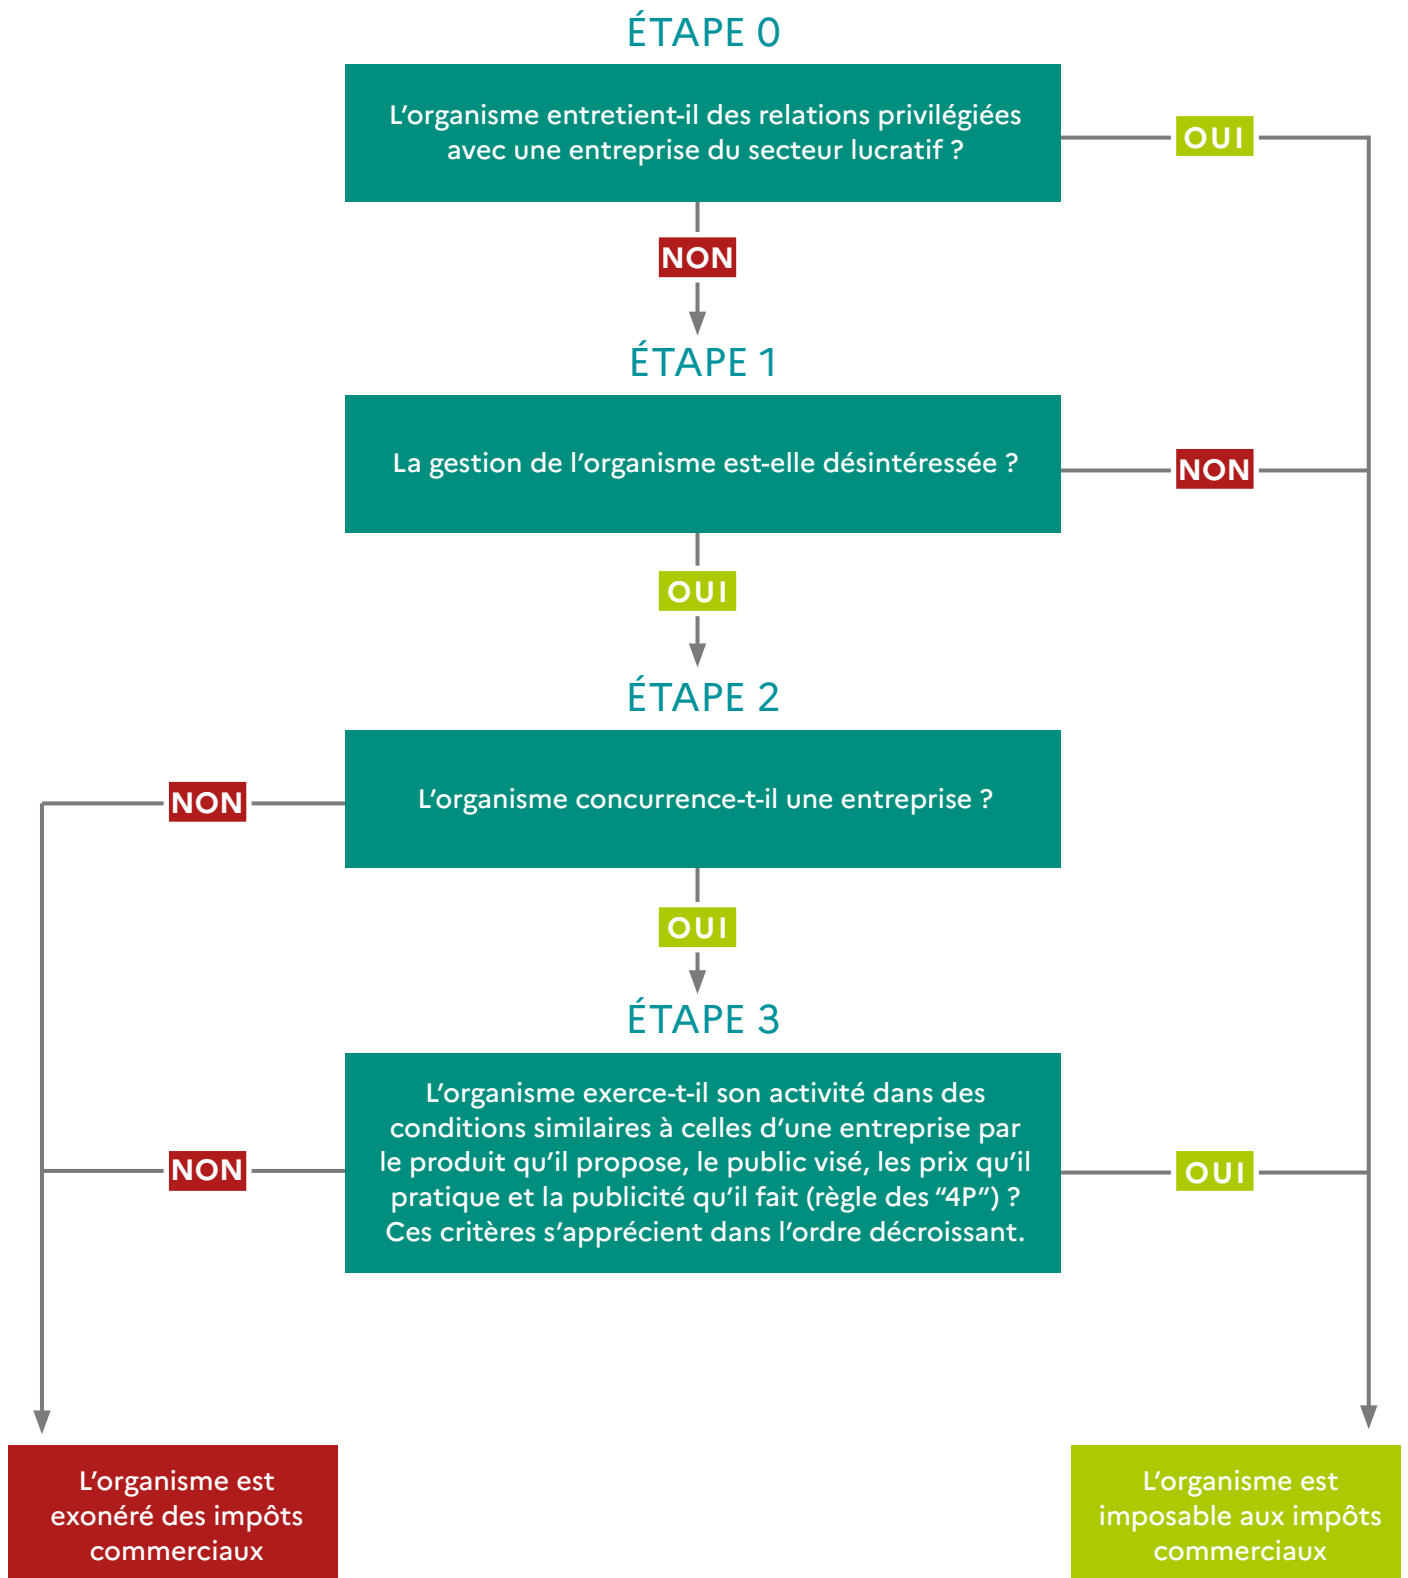 ÉTAPE 0
L'organisme entretient-il des relations privilégiées
avec une entreprise du secteur lucratif ?
OUI
NON
ÉTAPE 1
La gestion de l'organisme est-elle désintéressée ?
NON
OUI
ÉTAPE 2
NON
L'organisme concurrence-t-il une entreprise ?
OUI
ÉTAPE 3
L'organisme exerce-t-il son activité dans des
conditions similaires à celles d'une entreprise par
le produit qu'il propose, le public visé, les prix qu'il
pratique et la publicité qu'il fait (règle des “4P”) ?
Ces critères s'apprécient dans l'ordre décroissant.
NON
OUI
L'organisme est
exonéré des impôts
commerciaux
L'organisme est
imposable aux impôts
commerciaux